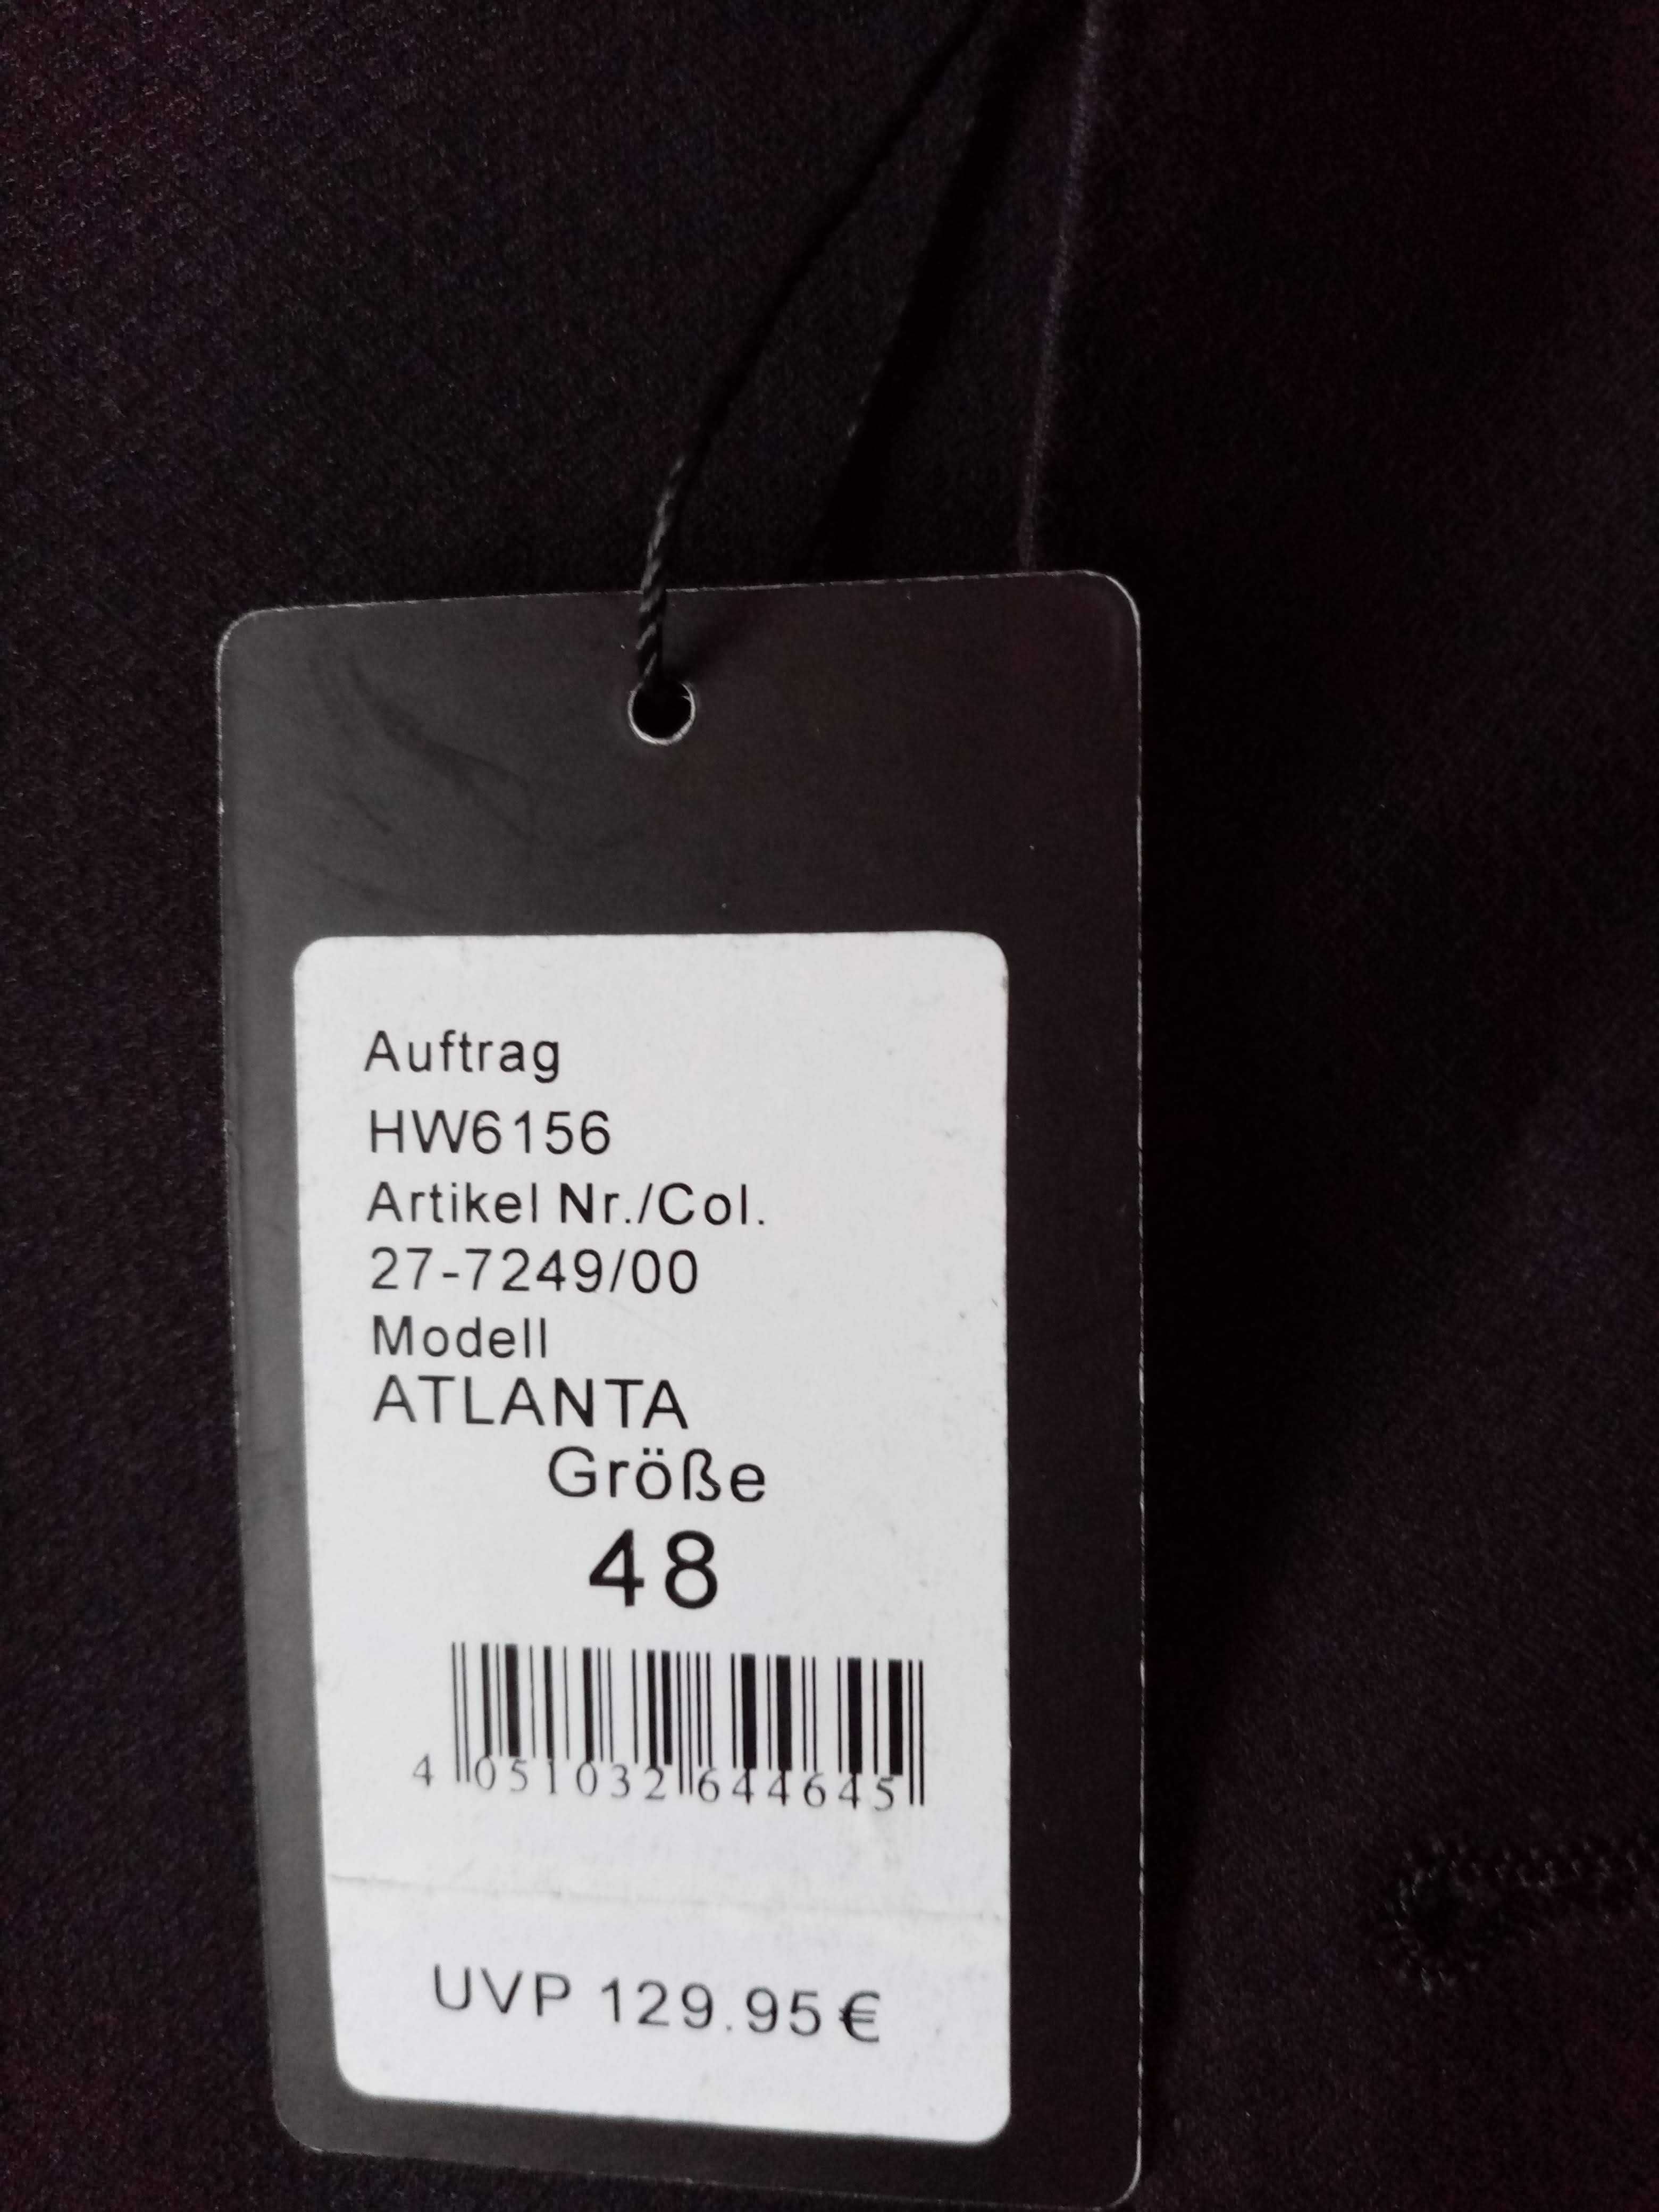 Auftrag
HW6156
Artikel Nr./Col.
27-7249/00
Modell
ATLANTA
Größe
48
4 051032 644645
UVP 129.95€